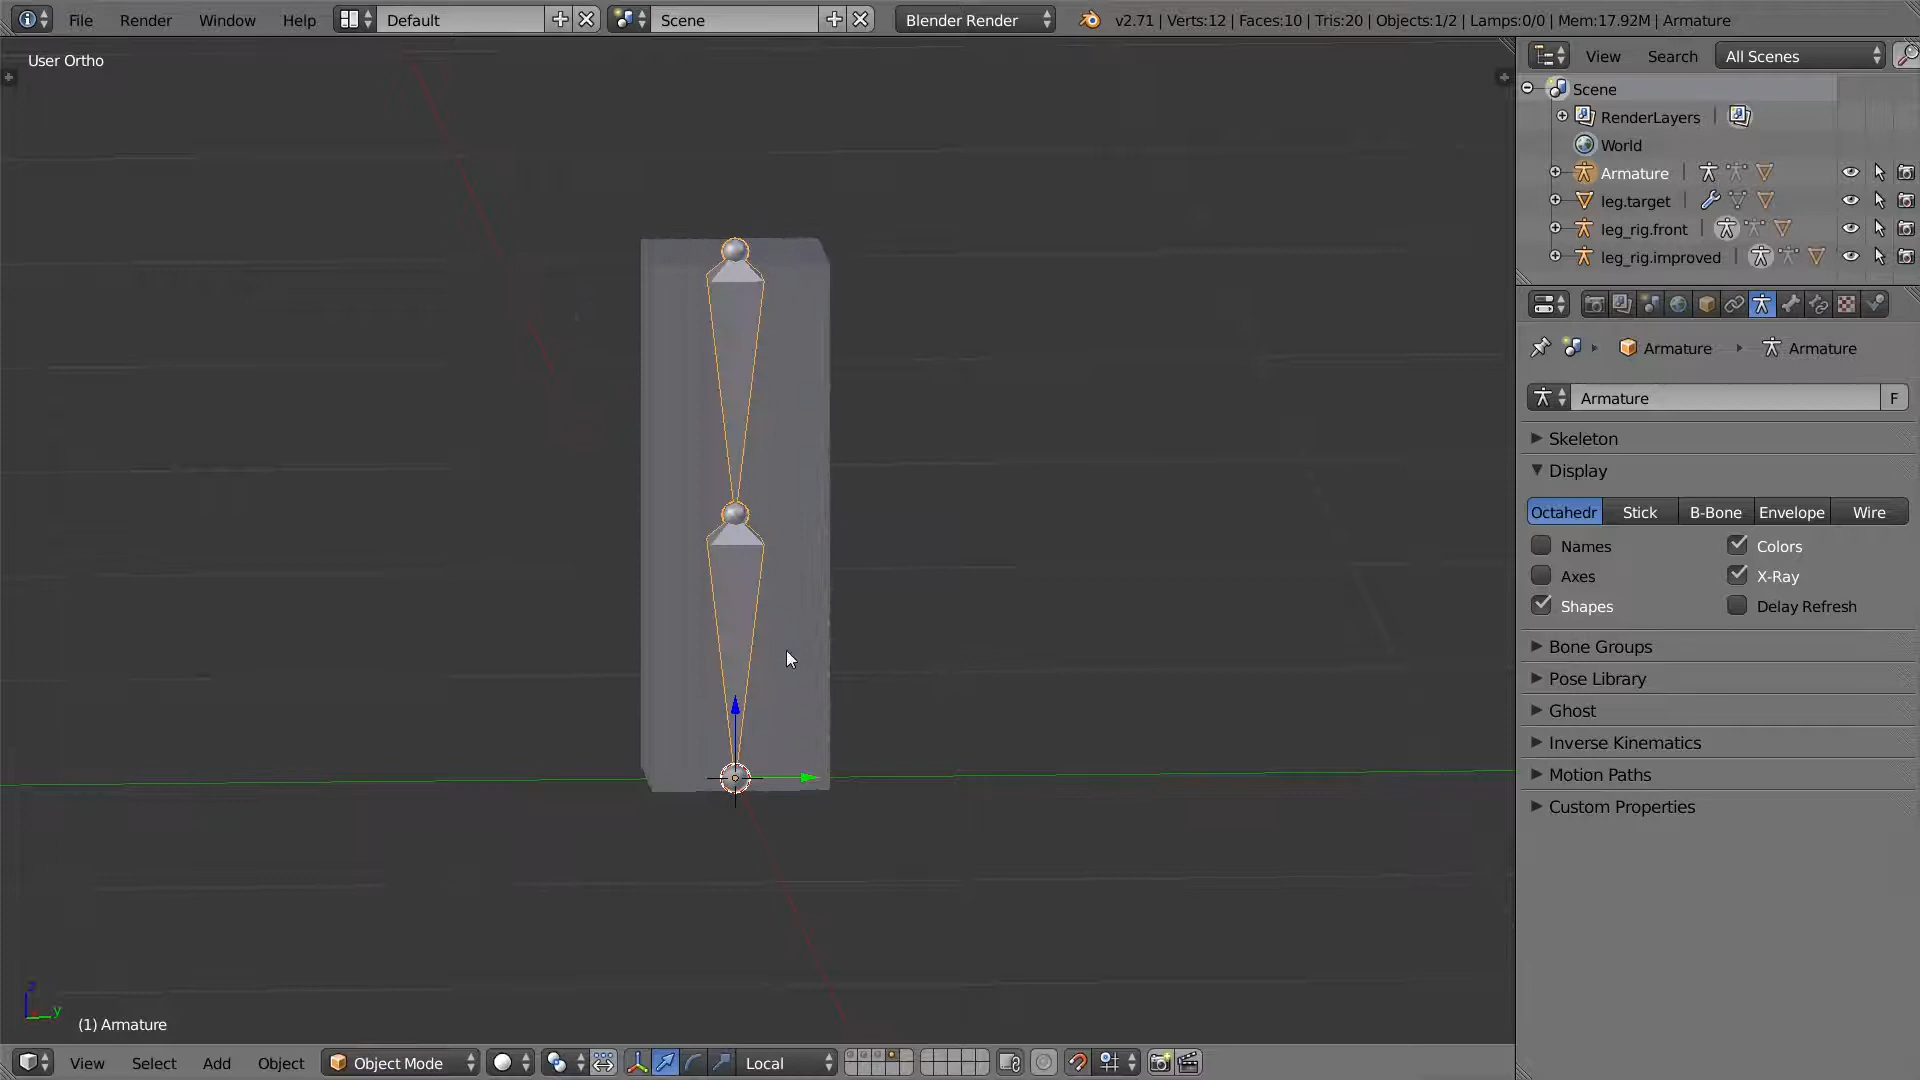 File Render Window Help Default Scene Blender Render v2.71 | Verts:12 | Faces:10 | Tris:20 | Objects:1/2 | Lamps:0/0 | Mem:17.92M | Armature
User Ortho
View Search All Scenes
Scene
RenderLayers
World
Armature
leg.target
leg_rig.front
leg_rig.improved
Armature Armature
Armature F
Skeleton
Display
Octahedr Stick B-Bone Envelope Wire
Names Colors
Axes X-Ray
Shapes Delay Refresh
Bone Groups
Pose Library
Ghost
Inverse Kinematics
Motion Paths
Custom Properties
z
y
(1) Armature
View Select Add Object Object Mode Local